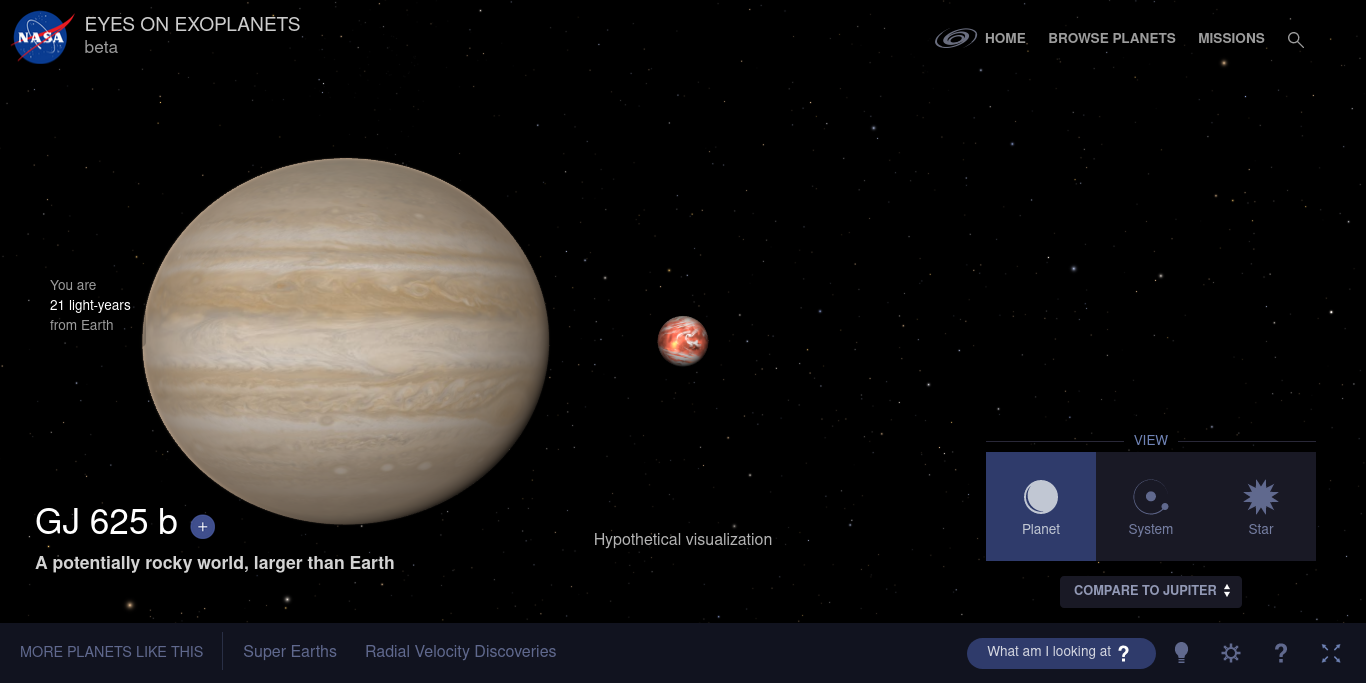 NASA
EYES ON EXOPLANETS
beta
HOME
BROWSE PLANETS
MISSIONS
You are
21 light-years
from Earth
VIEW
Planet
System
Star
GJ 625 b +
A potentially rocky world, larger than Earth
Hypothetical visualization
COMPARE TO JUPITER
MORE PLANETS LIKE THIS
Super Earths
Radial Velocity Discoveries
What am I looking at ?
?